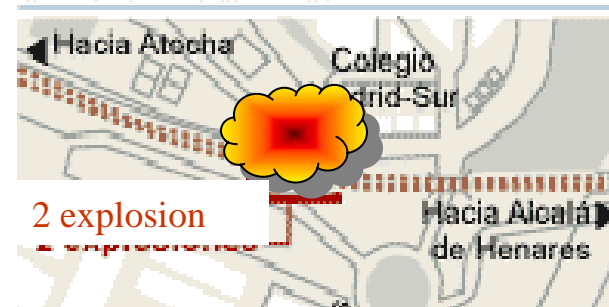 Hacia Atocha
Colegio
drid-Sur
2 explosion
Hacia Alcalá
de Henares